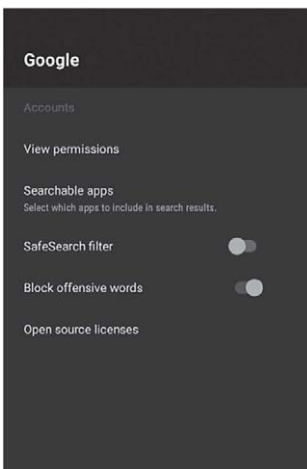 Google
Accounts
View permissions
Searchable apps
Select which apps to include in search results.
SafeSearch filter
Block offensive words
Open source licenses